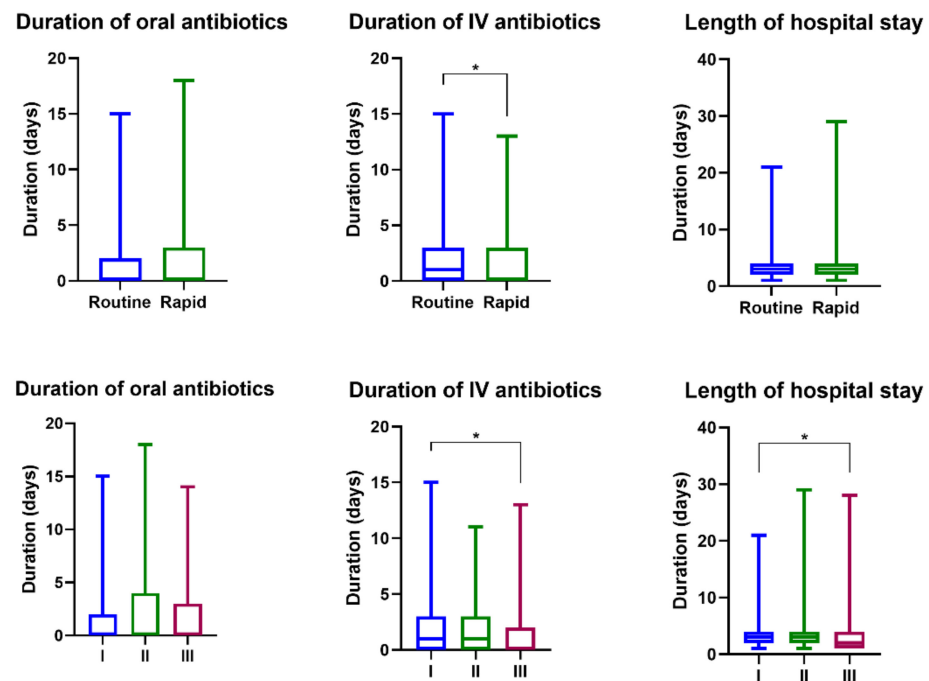 Duration of oral antibiotics
Duration (days)
20
15
10
5
0
Routine Rapid
Duration of IV antibiotics
Duration (days)
20
15
10
5
0
*
Routine Rapid
Length of hospital stay
Duration (days)
40
30
20
10
0
Routine Rapid
Duration of oral antibiotics
Duration (days)
20
15
10
5
0
I II III
Duration of IV antibiotics
Duration (days)
20
15
10
5
0
*
I II III
Length of hospital stay
Duration (days)
40
30
20
10
0
*
I II III